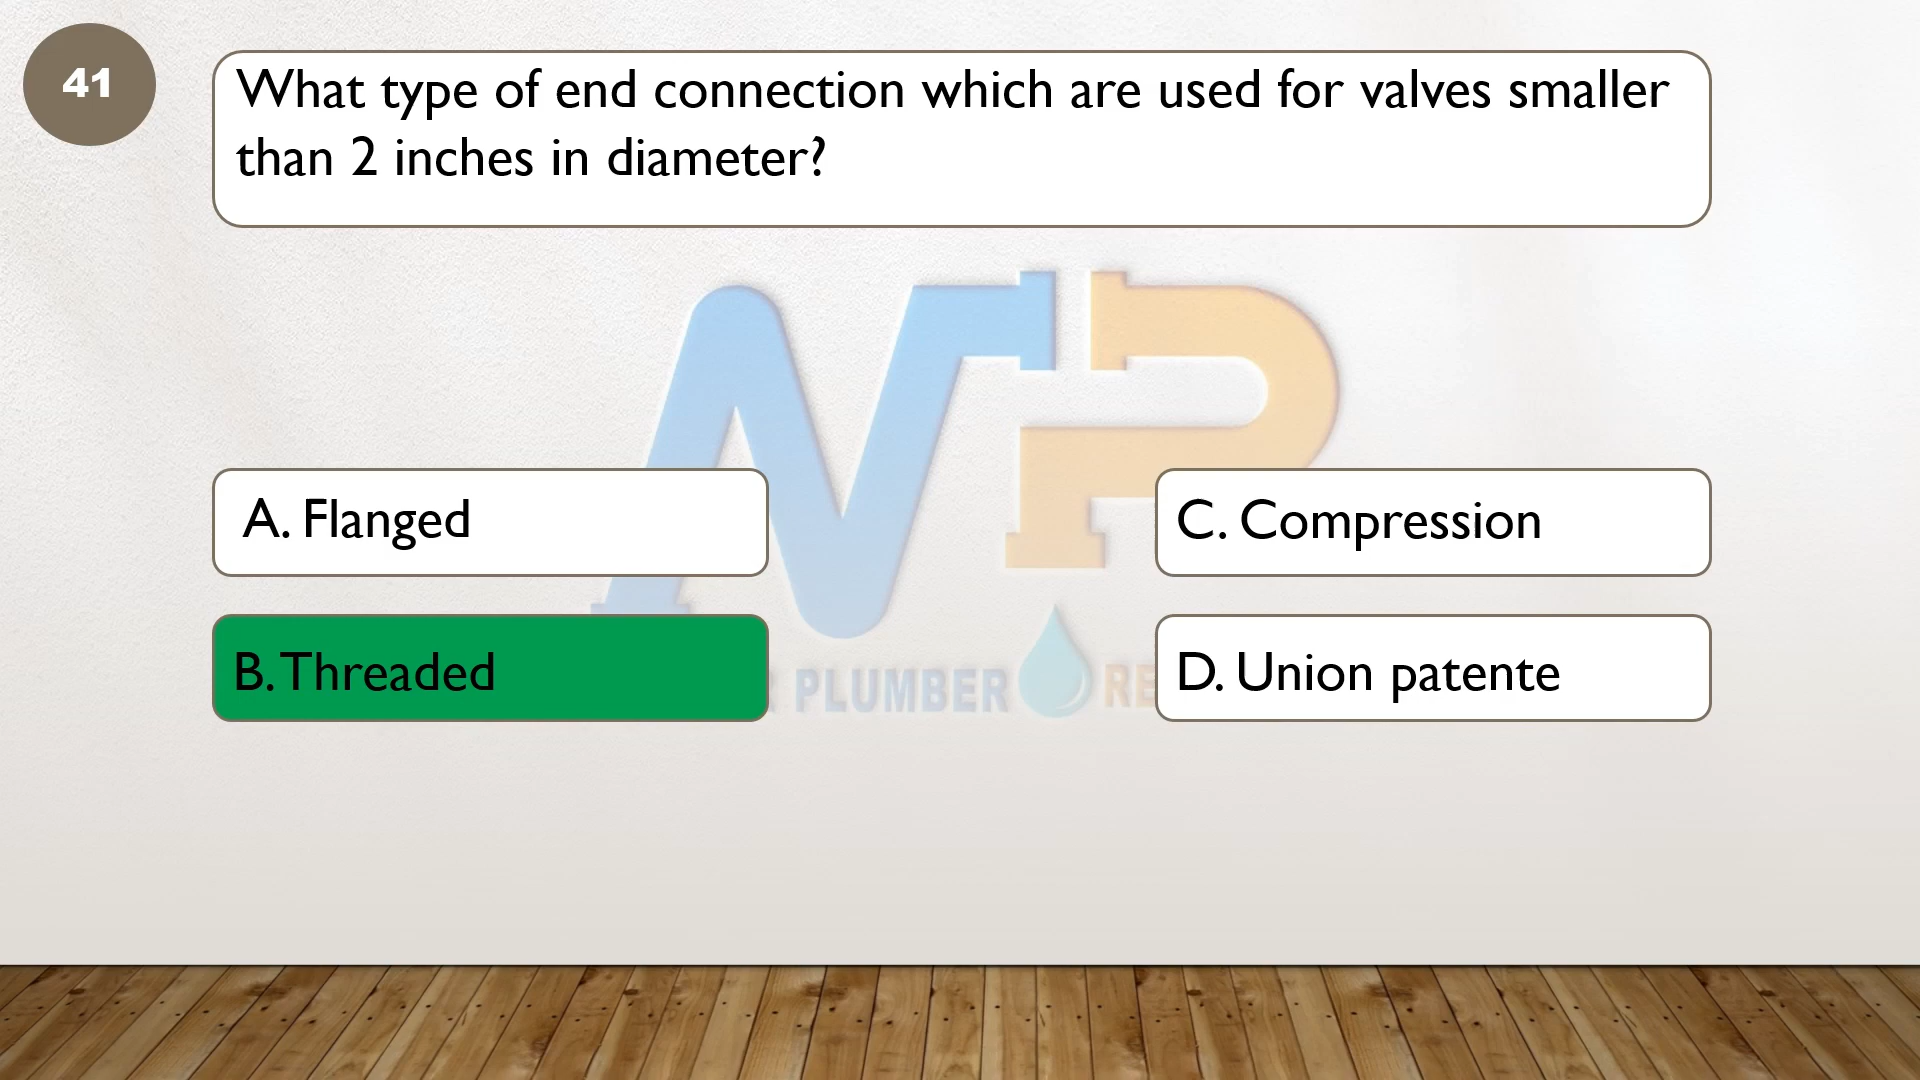 41
What type of end connection which are used for valves smaller
than 2 inches in diameter?
A. Flanged
B. Threaded
C. Compression
D. Union patente
PLUMBER